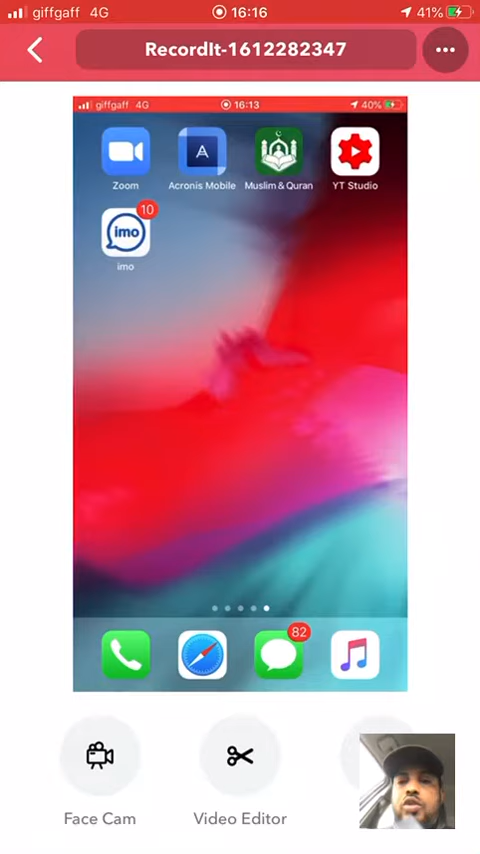 giffgaff 4G 16:16 41%
RecordIt-1612282347
giffgaff 4G 16:13 40%
Zoom Acronis Mobile Muslim & Quran YT Studio
10
imo
imo
82
Face Cam Video Editor